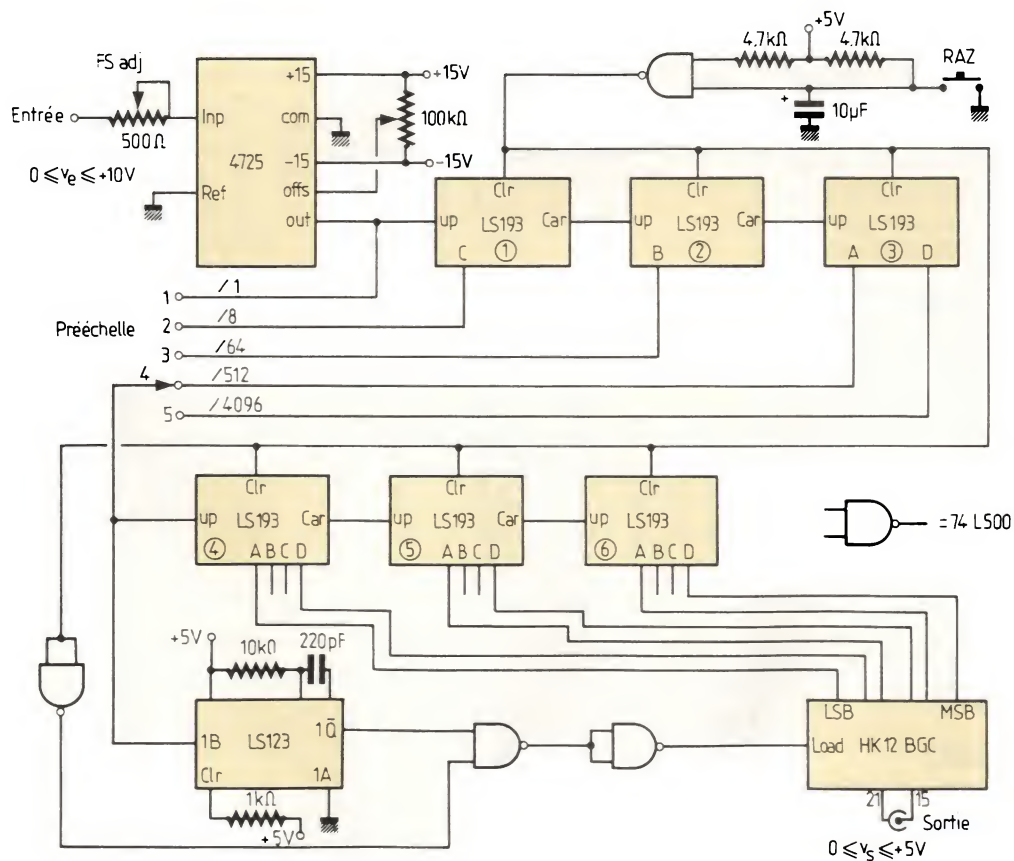 +5V
4.7kΩ 4.7kΩ
RAZ
+
10µF
FS adj
Entrée
500Ω
0 ≤ ve ≤ +10V
+15
Inp
com
4725
-15
Ref
offs
out
+15V
100kΩ
-15V
Clr
up LS193 Car
C ①
Clr
up LS193 Car
B ②
Clr
up LS193
A ③ D
Prééchelle
1 /1
2 /8
3 /64
4 /512
5 /4096
Clr
up LS193 Car
④ A B C D
Clr
up LS193 Car
⑤ A B C D
Clr
up LS193
⑥ A B C D
= 74 LS00
+5V
10kΩ
220pF
1B LS123 1Q̅
Clr 1A
1kΩ
+5V
LSB MSB
Load HK12 BGC
21 15
Sortie
0 ≤ vs ≤ +5V